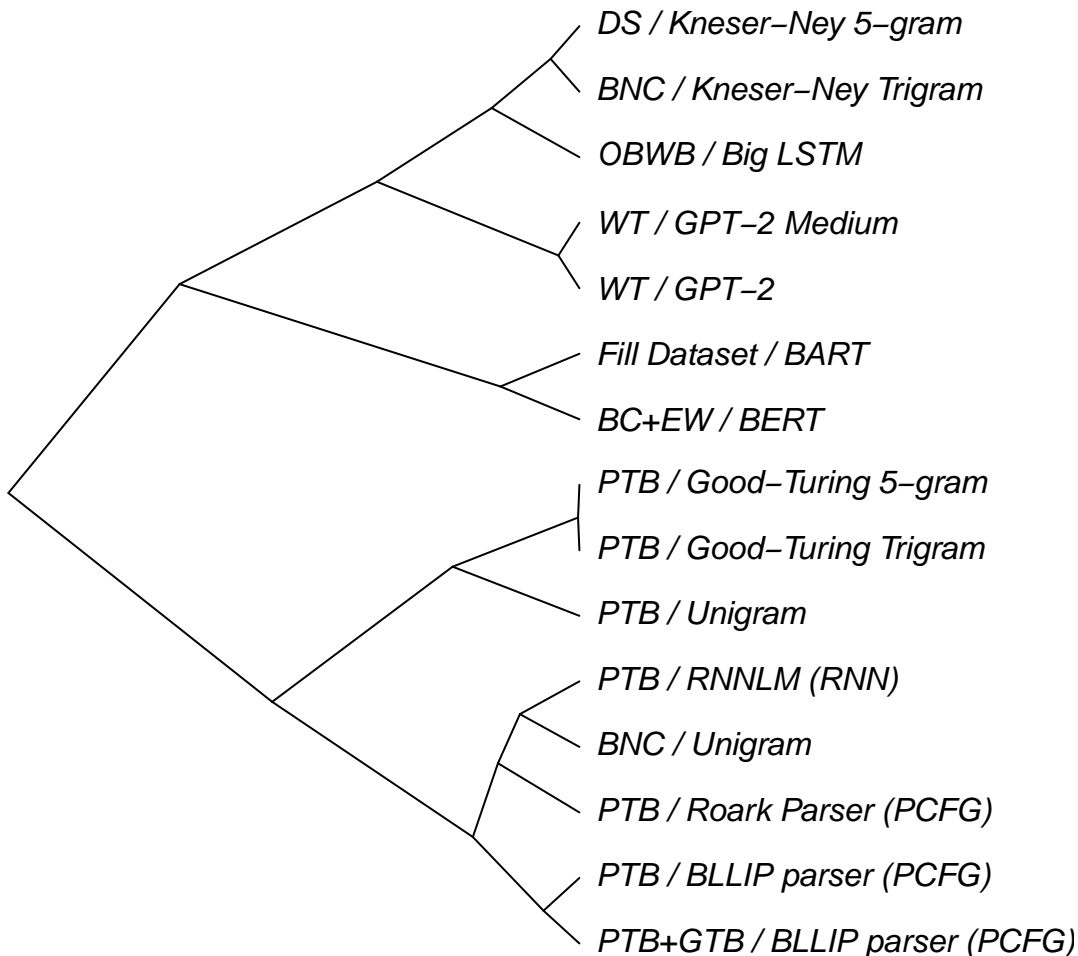 DS / Kneser−Ney 5−gram
BNC / Kneser−Ney Trigram
OBWB / Big LSTM
WT / GPT−2 Medium
WT / GPT−2
Fill Dataset / BART
BC+EW / BERT
PTB / Good−Turing 5−gram
PTB / Good−Turing Trigram
PTB / Unigram
PTB / RNNLM (RNN)
BNC / Unigram
PTB / Roark Parser (PCFG)
PTB / BLLIP parser (PCFG)
PTB+GTB / BLLIP parser (PCFG)